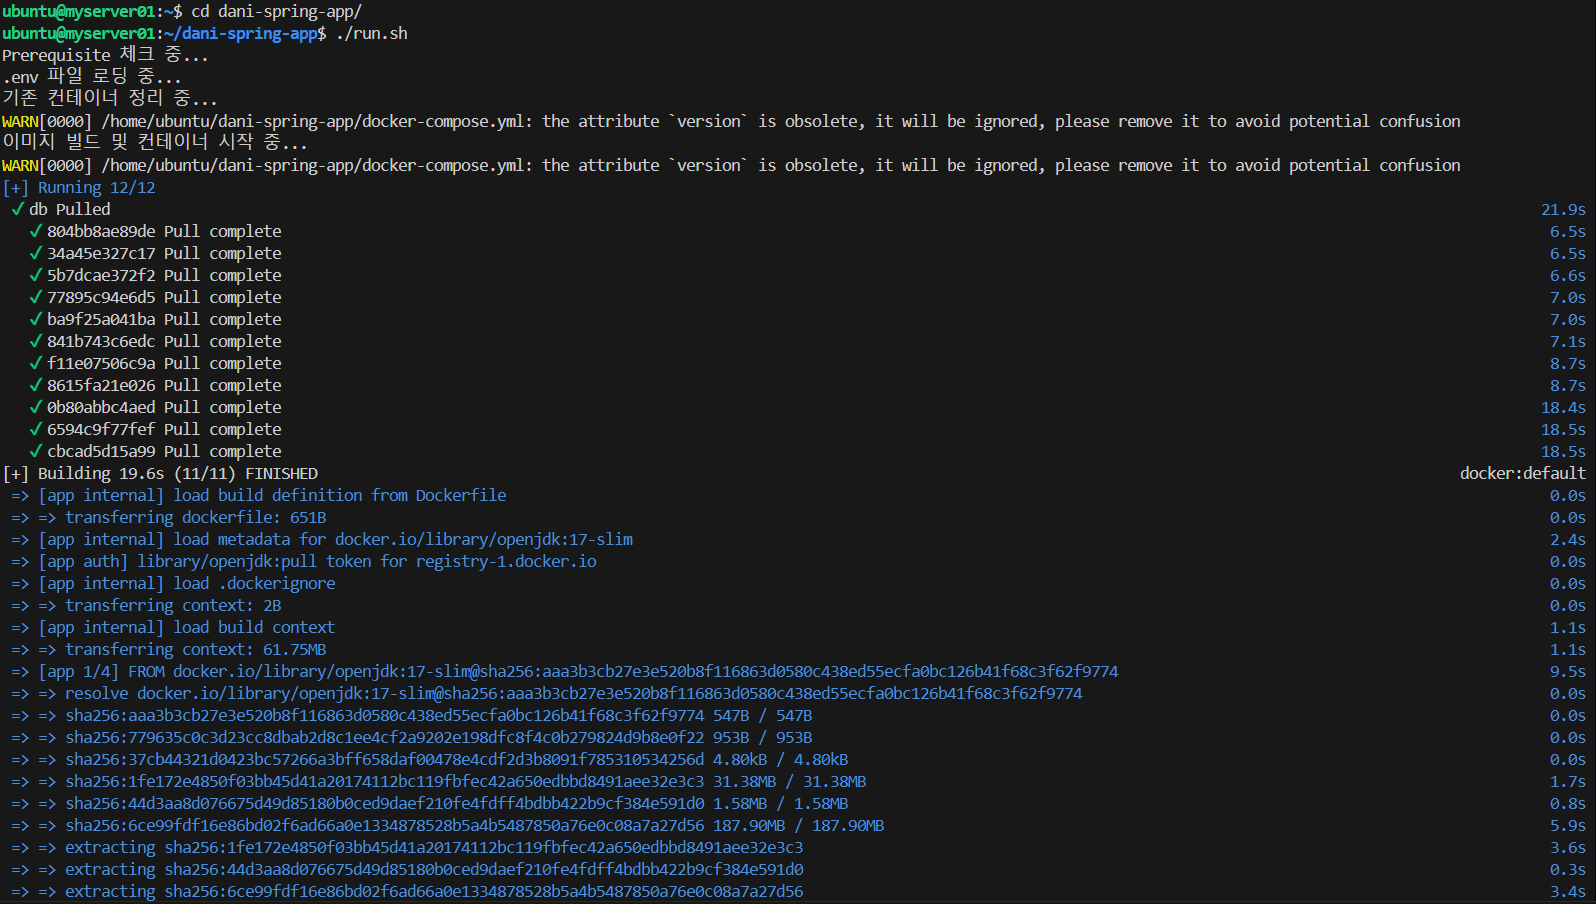 ubuntu@myserver01:~$ cd dani-spring-app/
ubuntu@myserver01:~/dani-spring-app$ ./run.sh
Prerequisite 체크 중...
.env 파일 로딩 중...
기존 컨테이너 정리 중...
WARN[0000] /home/ubuntu/dani-spring-app/docker-compose.yml: the attribute `version` is obsolete, it will be ignored, please remove it to avoid potential confusion
이미지 빌드 및 컨테이너 시작 중...
WARN[0000] /home/ubuntu/dani-spring-app/docker-compose.yml: the attribute `version` is obsolete, it will be ignored, please remove it to avoid potential confusion
[+] Running 12/12
✓ db Pulled 21.9s
✓ 804bb8ae89de Pull complete 6.5s
✓ 34a45e327c17 Pull complete 6.5s
✓ 5b7dcae372f2 Pull complete 6.6s
✓ 77895c94e6d5 Pull complete 7.0s
✓ ba9f25a041ba Pull complete 7.0s
✓ 841b743c6edc Pull complete 7.1s
✓ f11e07506c9a Pull complete 8.7s
✓ 8615fa21e026 Pull complete 8.7s
✓ 0b80abbc4aed Pull complete 18.4s
✓ 6594c9f77fef Pull complete 18.5s
✓ cbcad5d15a99 Pull complete 18.5s
[+] Building 19.6s (11/11) FINISHED docker:default
=> [app internal] load build definition from Dockerfile 0.0s
=> => transferring dockerfile: 651B 0.0s
=> [app internal] load metadata for docker.io/library/openjdk:17-slim 2.4s
=> [app auth] library/openjdk:pull token for registry-1.docker.io 0.0s
=> [app internal] load .dockerignore 0.0s
=> => transferring context: 2B 0.0s
=> [app internal] load build context 1.1s
=> => transferring context: 61.75MB 1.1s
=> [app 1/4] FROM docker.io/library/openjdk:17-slim@sha256:aaa3b3cb27e3e520b8f116863d0580c438ed55ecfa0bc126b41f68c3f62f9774 9.5s
=> => resolve docker.io/library/openjdk:17-slim@sha256:aaa3b3cb27e3e520b8f116863d0580c438ed55ecfa0bc126b41f68c3f62f9774 0.0s
=> => sha256:aaa3b3cb27e3e520b8f116863d0580c438ed55ecfa0bc126b41f68c3f62f9774 547B / 547B 0.0s
=> => sha256:779635c0c3d23cc8dbab2d8c1ee4cf2a9202e198dfc8f4c0b279824d9b8e0f22 953B / 953B 0.0s
=> => sha256:37cb44321d0423bc57266a3bff658daf00478e4cdf2d3b8091f785310534256d 4.80kB / 4.80kB 0.0s
=> => sha256:1fe172e4850f03bb45d41a20174112bc119fbfec42a650edbbd8491aee32e3c3 31.38MB / 31.38MB 1.7s
=> => sha256:44d3aa8d076675d49d85180b0ced9daef210fe4fdff4bdbb422b9cf384e591d0 1.58MB / 1.58MB 0.8s
=> => sha256:6ce99fdf16e86bd02f6ad66a0e1334878528b5a4b5487850a76e0c08a7a27d56 187.90MB / 187.90MB 5.9s
=> => extracting sha256:1fe172e4850f03bb45d41a20174112bc119fbfec42a650edbbd8491aee32e3c3 3.6s
=> => extracting sha256:44d3aa8d076675d49d85180b0ced9daef210fe4fdff4bdbb422b9cf384e591d0 0.3s
=> => extracting sha256:6ce99fdf16e86bd02f6ad66a0e1334878528b5a4b5487850a76e0c08a7a27d56 3.4s